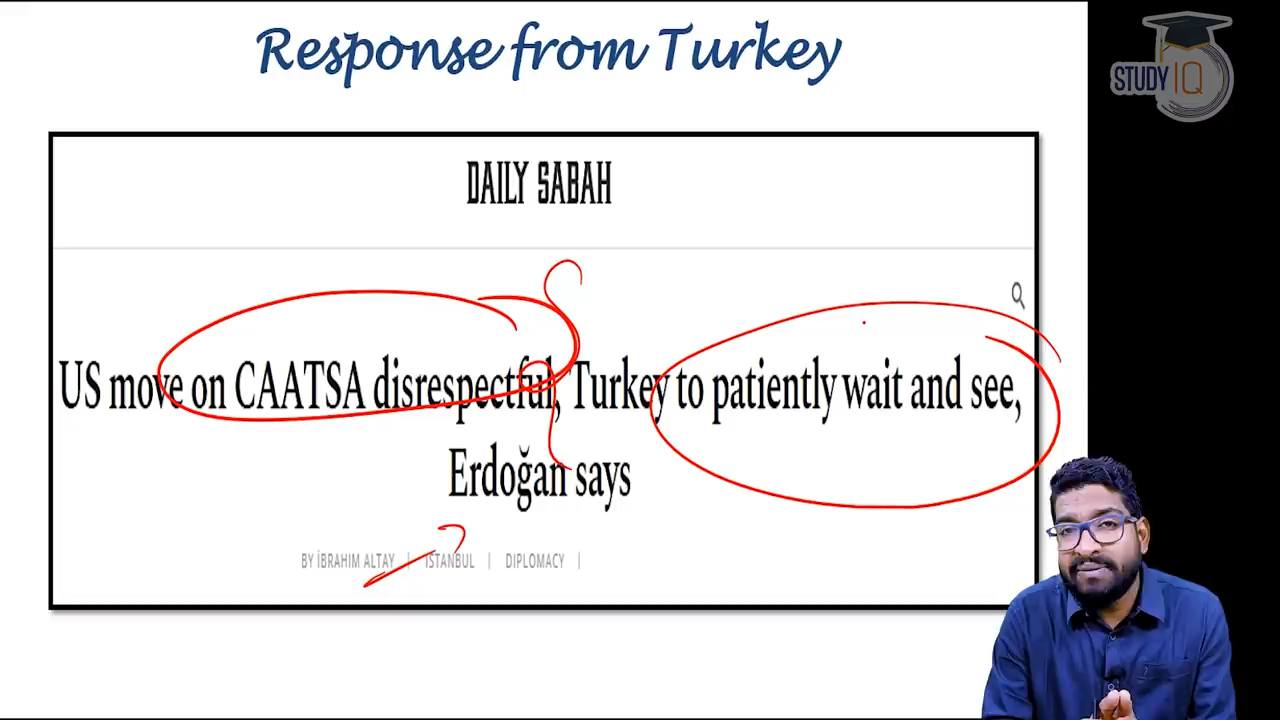 Response from Turkey
STUDY IQ
DAILY SABAH
US move on CAATSA disrespectful, Turkey to patiently wait and see,
Erdoğan says
BY İBRAHIM ALTAY | ISTANBUL | DIPLOMACY |